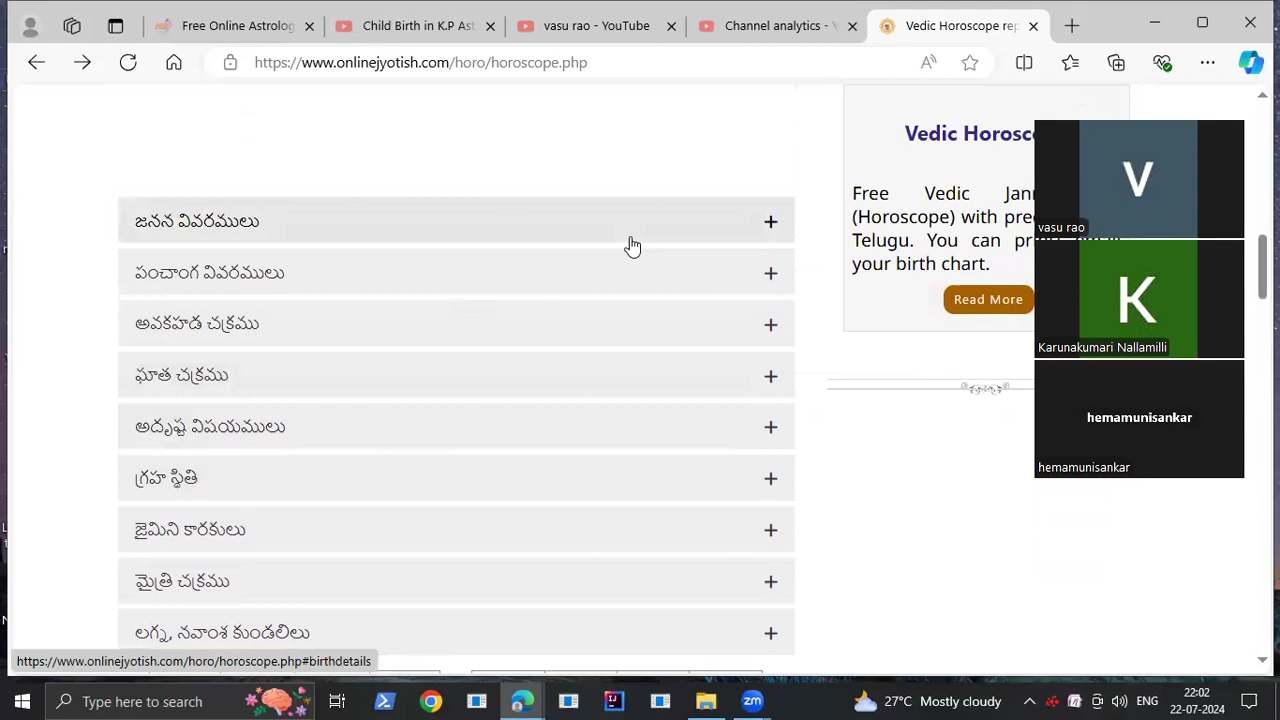 Free Online Astrolog
Child Birth in K.P Ast
vasu rao - YouTube
Channel analytics - Y
Vedic Horoscope rep
https://www.onlinejyotish.com/horo/horoscope.php
జనన వివరములు
పంచాంగ వివరములు
అవకహడ చక్రము
ఘాత చక్రము
అదృష్ట విషయములు
గ్రహ స్థితి
జైమిని కారకులు
మైత్రి చక్రము
లగ్న, నవాంశ కుండలిలు
Vedic Horosco
Free Vedic Jan
(Horoscope) with pre
Telugu. You can pr
your birth chart.
Read More
V
vasu rao
K
Karunakumari Nallamilli
hemamunisankar
hemamunisankar
https://www.onlinejyotish.com/horo/horoscope.php#birthdetails
Type here to search
27°C Mostly cloudy
ENG
22:02
22-07-2024